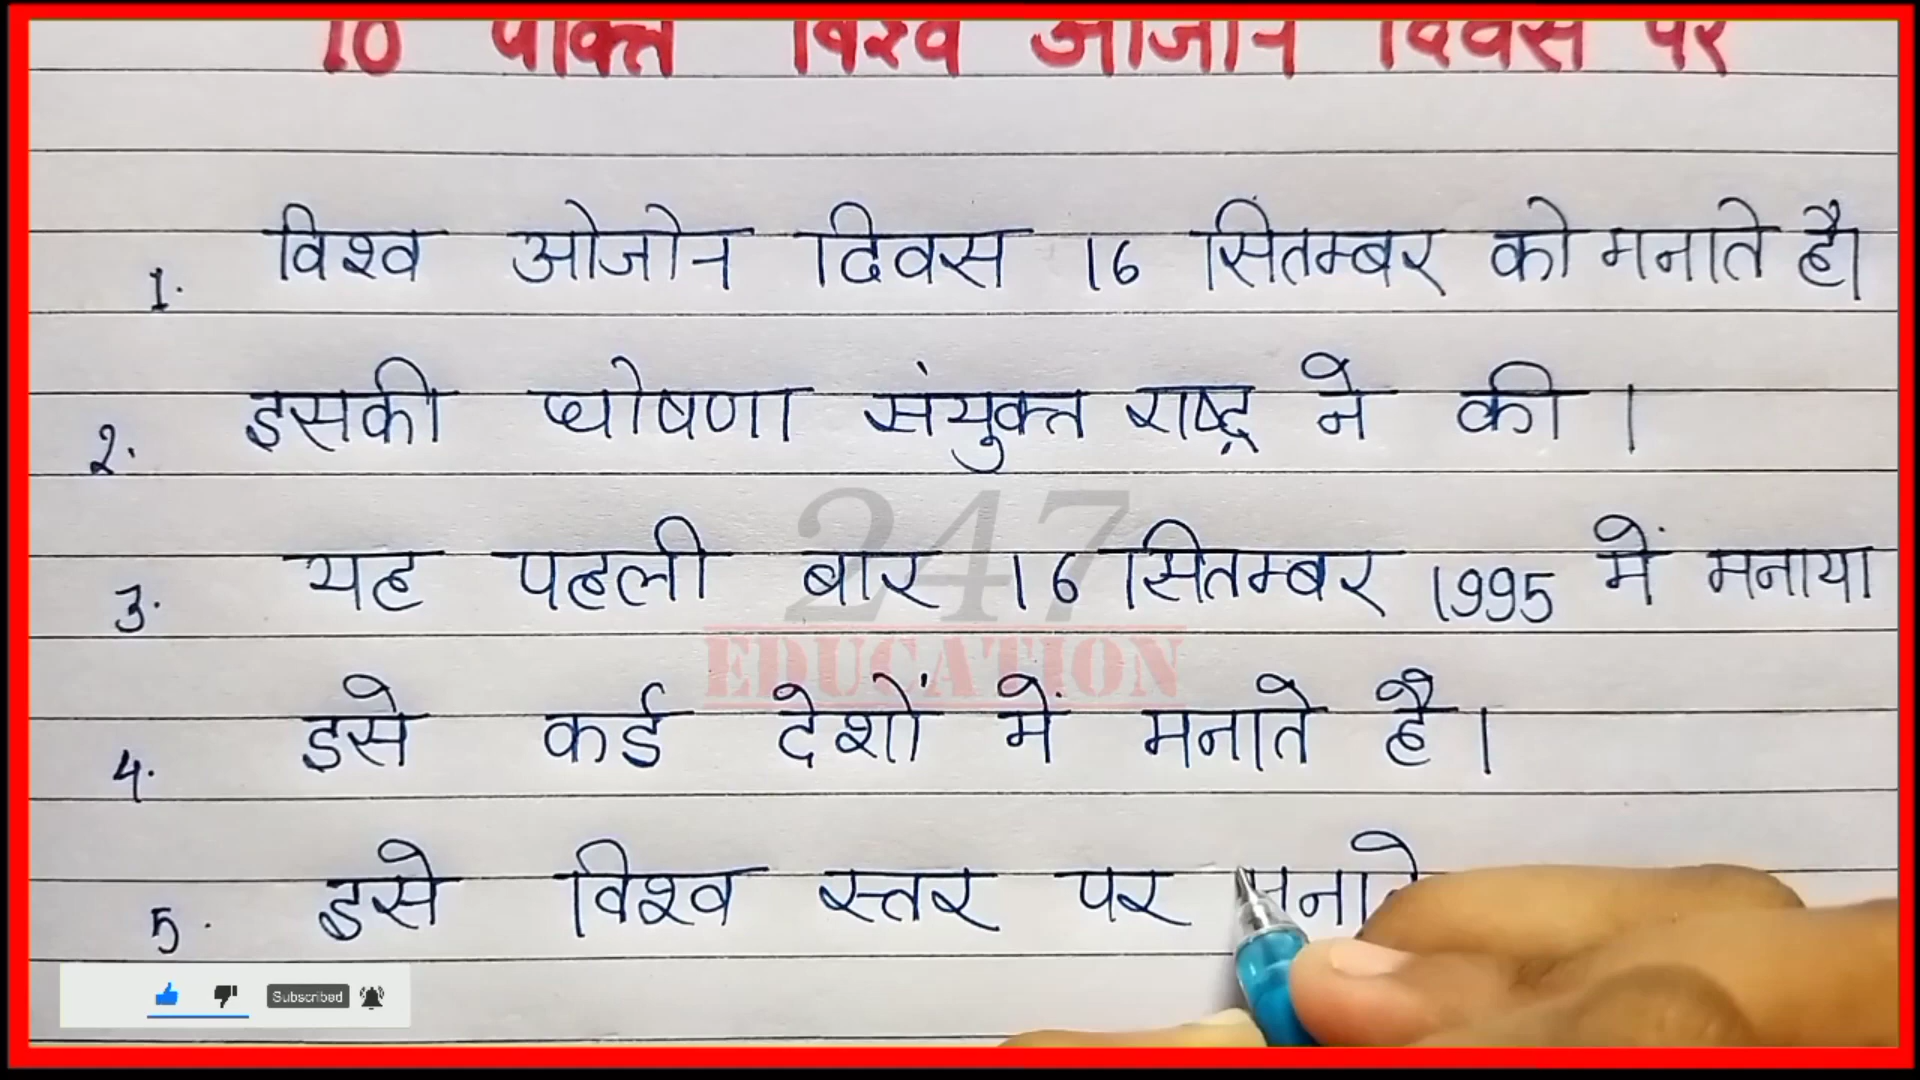 10 पंक्ति विश्व ओजोन दिवस पर
1. विश्व ओजोन दिवस 16 सितम्बर को मनाते है।
2. इसकी घोषणा संयुक्त राष्ट्र ने की ।
247
3. यह पहली बार 16 सितम्बर 1995 में मनाया
EDUCATION
4. इसे कई देशों में मनाते है ।
5. इसे विश्व स्तर पर
Subscribed